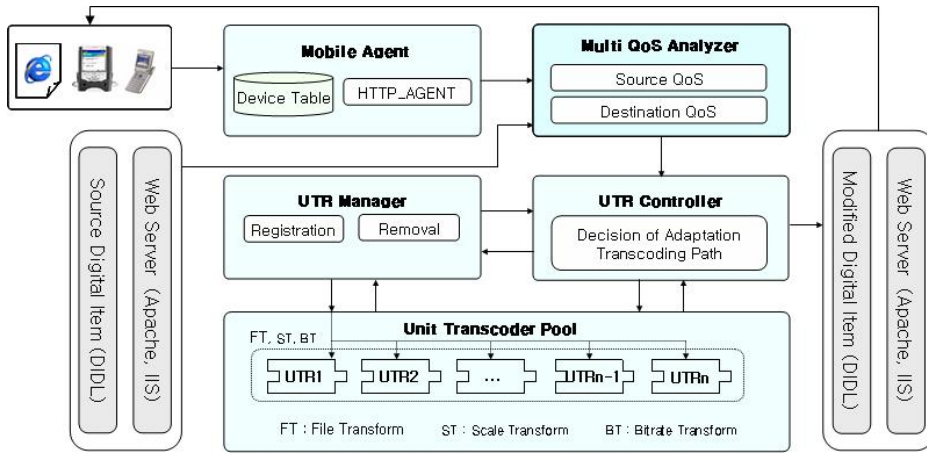 Mobile Agent
Device Table
HTTP_AGENT
Multi QoS Analyzer
Source QoS
Destination QoS
Source Digital Item (DIDL)
Web Server (Apache, IIS)
UTR Manager
Registration
Removal
UTR Controller
Decision of Adaptation
Transcoding Path
Modified Digital Item (DIDL)
Web Server (Apache, IIS)
Unit Transcoder Pool
FT, ST, BT
UTR1
UTR2
...
UTRn-1
UTRn
FT : File Transform
ST : Scale Transform
BT : Bitrate Transform